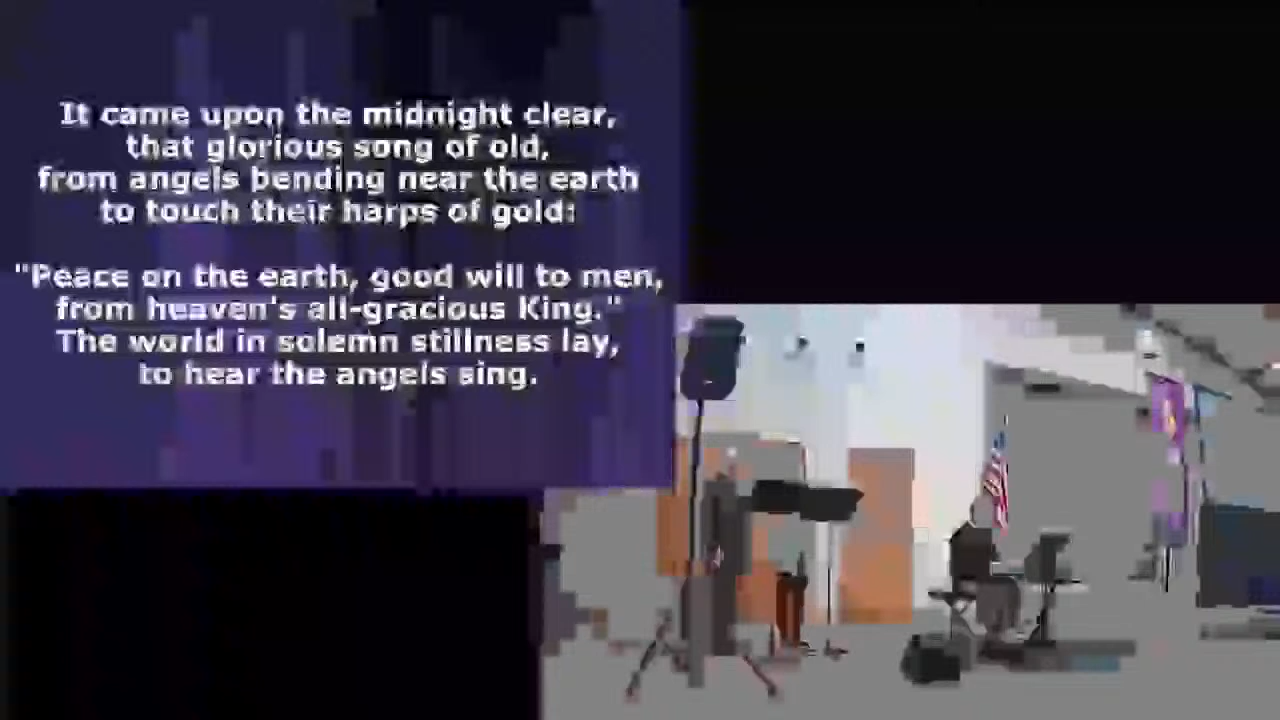 It came upon the midnight clear,
that glorious song of old,
from angels bending near the earth
to touch their harps of gold:
"Peace on the earth, good will to men,
from heaven's all-gracious King."
The world in solemn stillness lay,
to hear the angels sing.